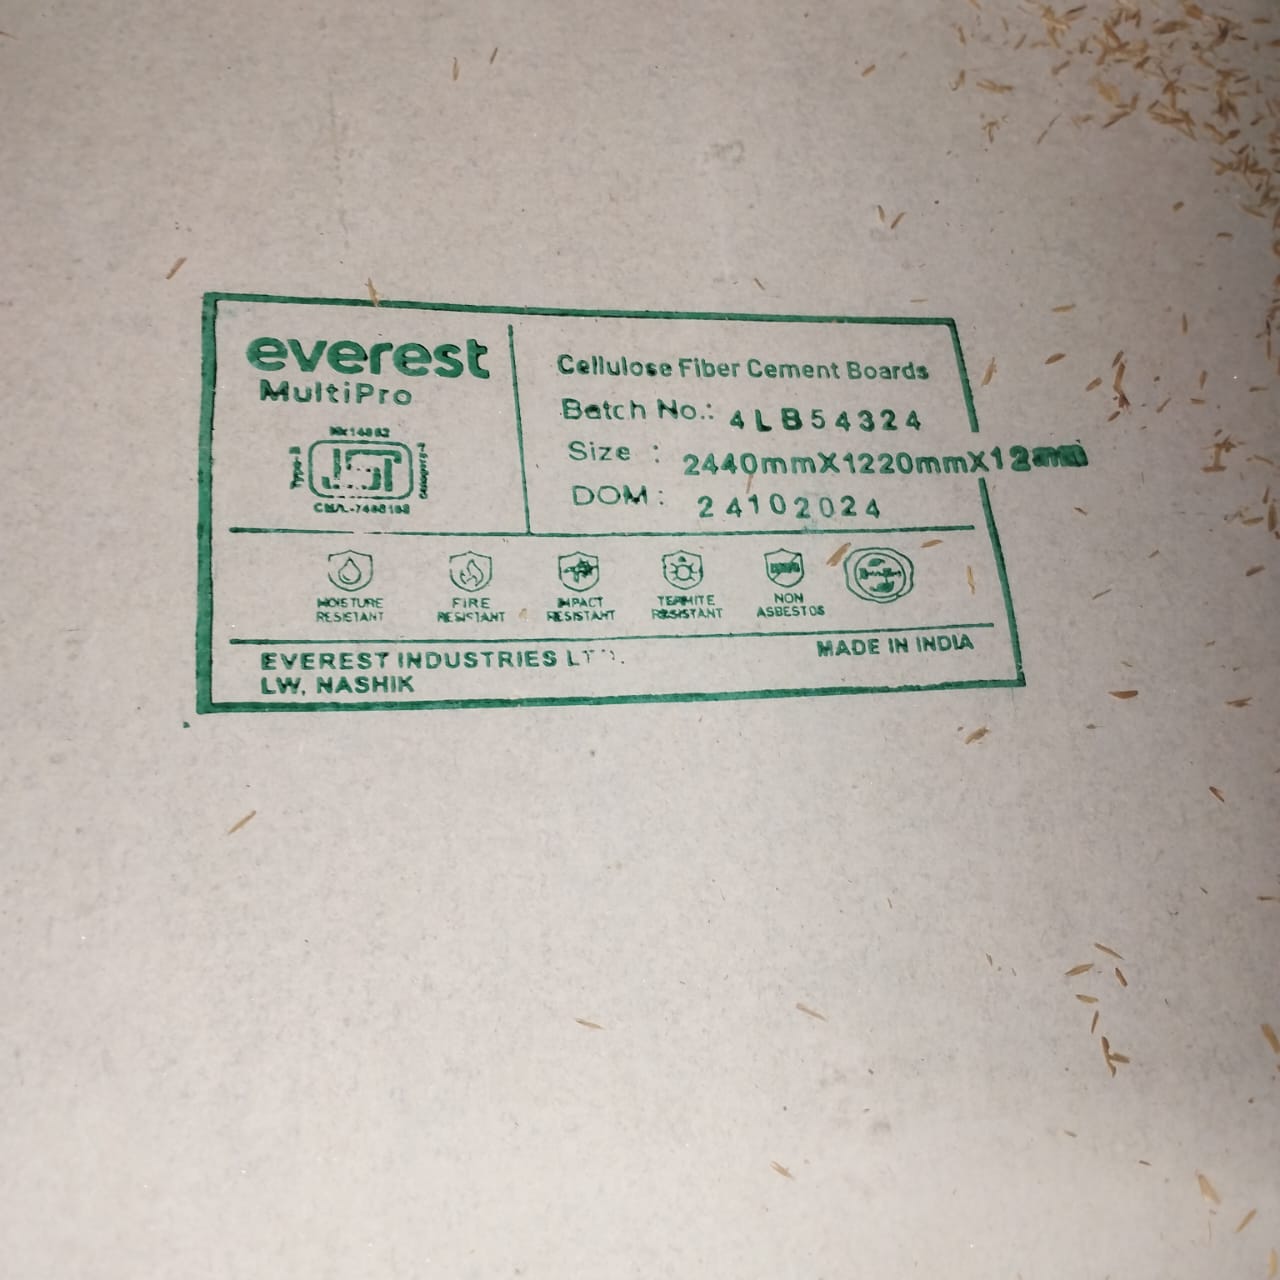 everest
MultiPro
Cellulose Fiber Cement Boards
Batch No.: 4LB54324
Size : 2440mmX1220mmX12mm
DOM: 24102024
MOISTURE RESISTANT
FIRE RESISTANT
IMPACT RESISTANT
TERMITE RESISTANT
NON ASBESTOS
EVEREST INDUSTRIES
LW, NASHIK
MADE IN INDIA